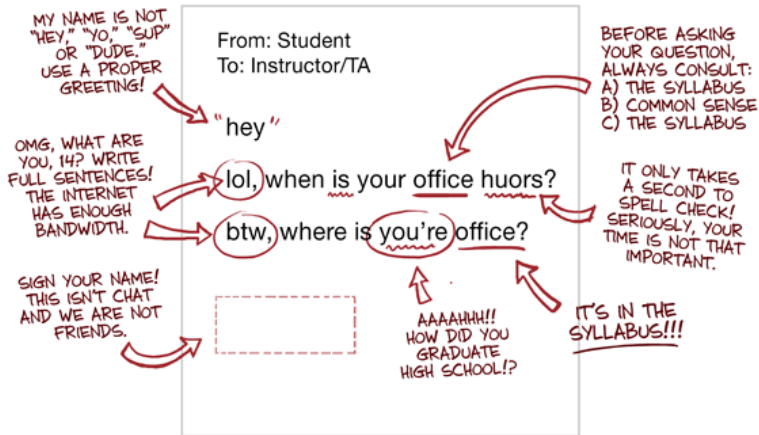 MY NAME IS NOT
"HEY," "YO," "SUP"
OR "DUDE."
USE A PROPER
GREETING!
From: Student
To: Instructor/TA
BEFORE ASKING
YOUR QUESTION,
ALWAYS CONSULT:
A) THE SYLLABUS
B) COMMON SENSE
C) THE SYLLABUS
"hey"
OMG, WHAT ARE
YOU, 14? WRITE
FULL SENTENCES!
THE INTERNET
HAS ENOUGH
BANDWIDTH.
lol, when is your office huors?
btw, where is you're office?
IT ONLY TAKES
A SECOND TO
SPELL CHECK!
SERIOUSLY, YOUR
TIME IS NOT THAT
IMPORTANT.
SIGN YOUR NAME!
THIS ISN'T CHAT
AND WE ARE NOT
FRIENDS.
AAAAHHH!!
HOW DID YOU
GRADUATE
HIGH SCHOOL!?
IT'S IN THE
SYLLABUS!!!